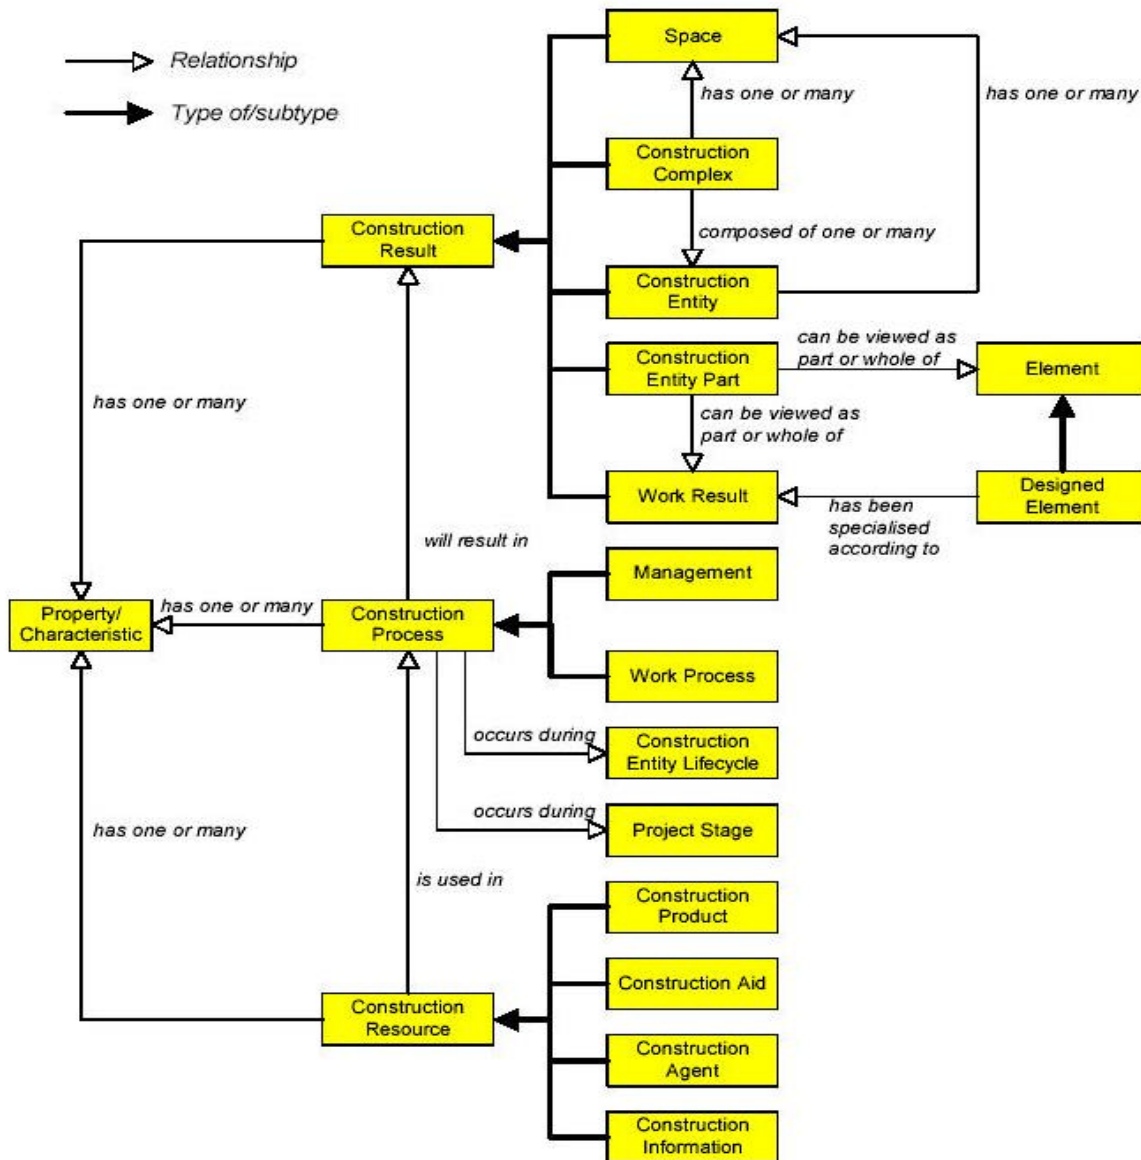 Space
Relationship
has one or many
has one or many
Type of/subtype
Construction
Complex
Construction
Result
composed of one or many
Construction
Entity
can be viewed as
part or whole of
Construction
Entity Part
Element
has one or many
can be viewed as
part or whole of
Work Result
Designed
Element
has been
specialised
according to
will result in
Management
Property/
Characteristic
has one or many
Construction
Process
Work Process
occurs during
Construction
Entity Lifecycle
occurs during
Project Stage
has one or many
is used in
Construction
Product
Construction Aid
Construction
Resource
Construction
Agent
Construction
Information